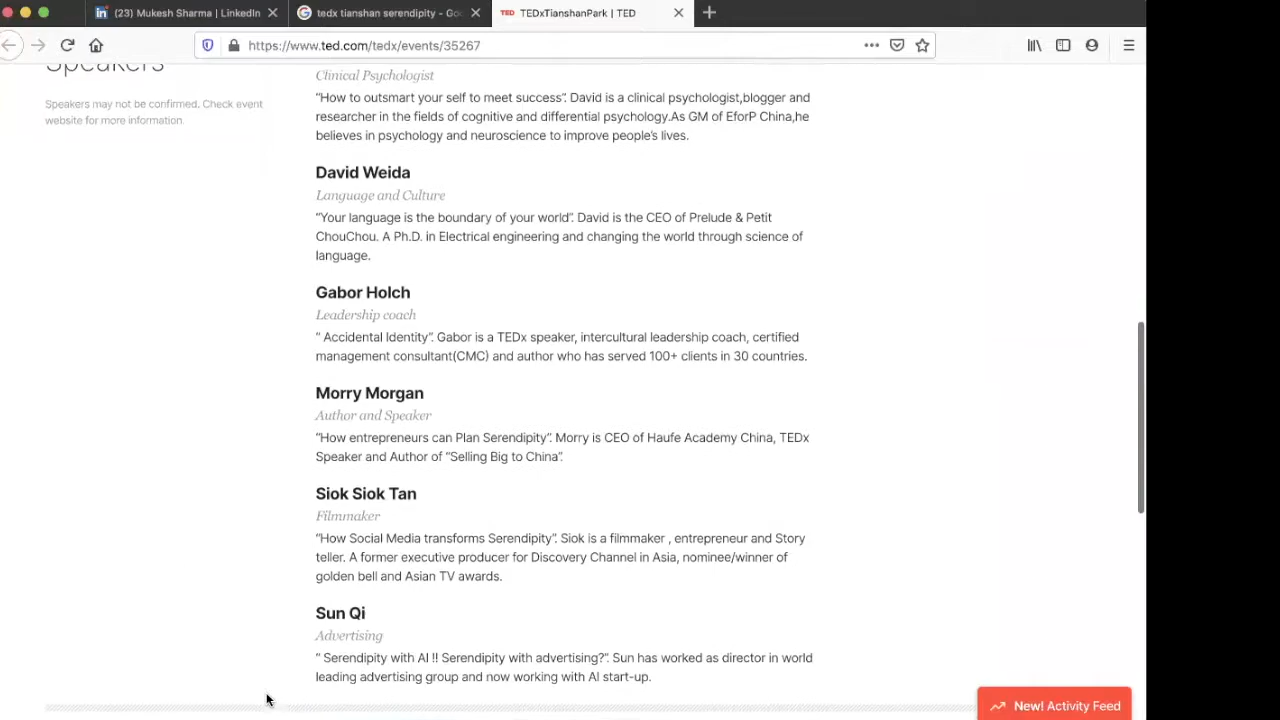 (23) Mukesh Sharma | LinkedIn
tedx tianshan serendipity - Goo
TED TEDxTianshanPark | TED
https://www.ted.com/tedx/events/35267
Speakers
Speakers may not be confirmed. Check event
website for more information.
Clinical Psychologist
“How to outsmart your self to meet success”. David is a clinical psychologist,blogger and
researcher in the fields of cognitive and differential psychology.As GM of EforP China,he
believes in psychology and neuroscience to improve people’s lives.
David Weida
Language and Culture
“Your language is the boundary of your world”. David is the CEO of Prelude & Petit
ChouChou. A Ph.D. in Electrical engineering and changing the world through science of
language.
Gabor Holch
Leadership coach
“ Accidental Identity”. Gabor is a TEDx speaker, intercultural leadership coach, certified
management consultant(CMC) and author who has served 100+ clients in 30 countries.
Morry Morgan
Author and Speaker
“How entrepreneurs can Plan Serendipity”. Morry is CEO of Haufe Academy China, TEDx
Speaker and Author of “Selling Big to China”.
Siok Siok Tan
Filmmaker
“How Social Media transforms Serendipity”. Siok is a filmmaker , entrepreneur and Story
teller. A former executive producer for Discovery Channel in Asia, nominee/winner of
golden bell and Asian TV awards.
Sun Qi
Advertising
“ Serendipity with AI !! Serendipity with advertising?”. Sun has worked as director in world
leading advertising group and now working with AI start-up.
New! Activity Feed